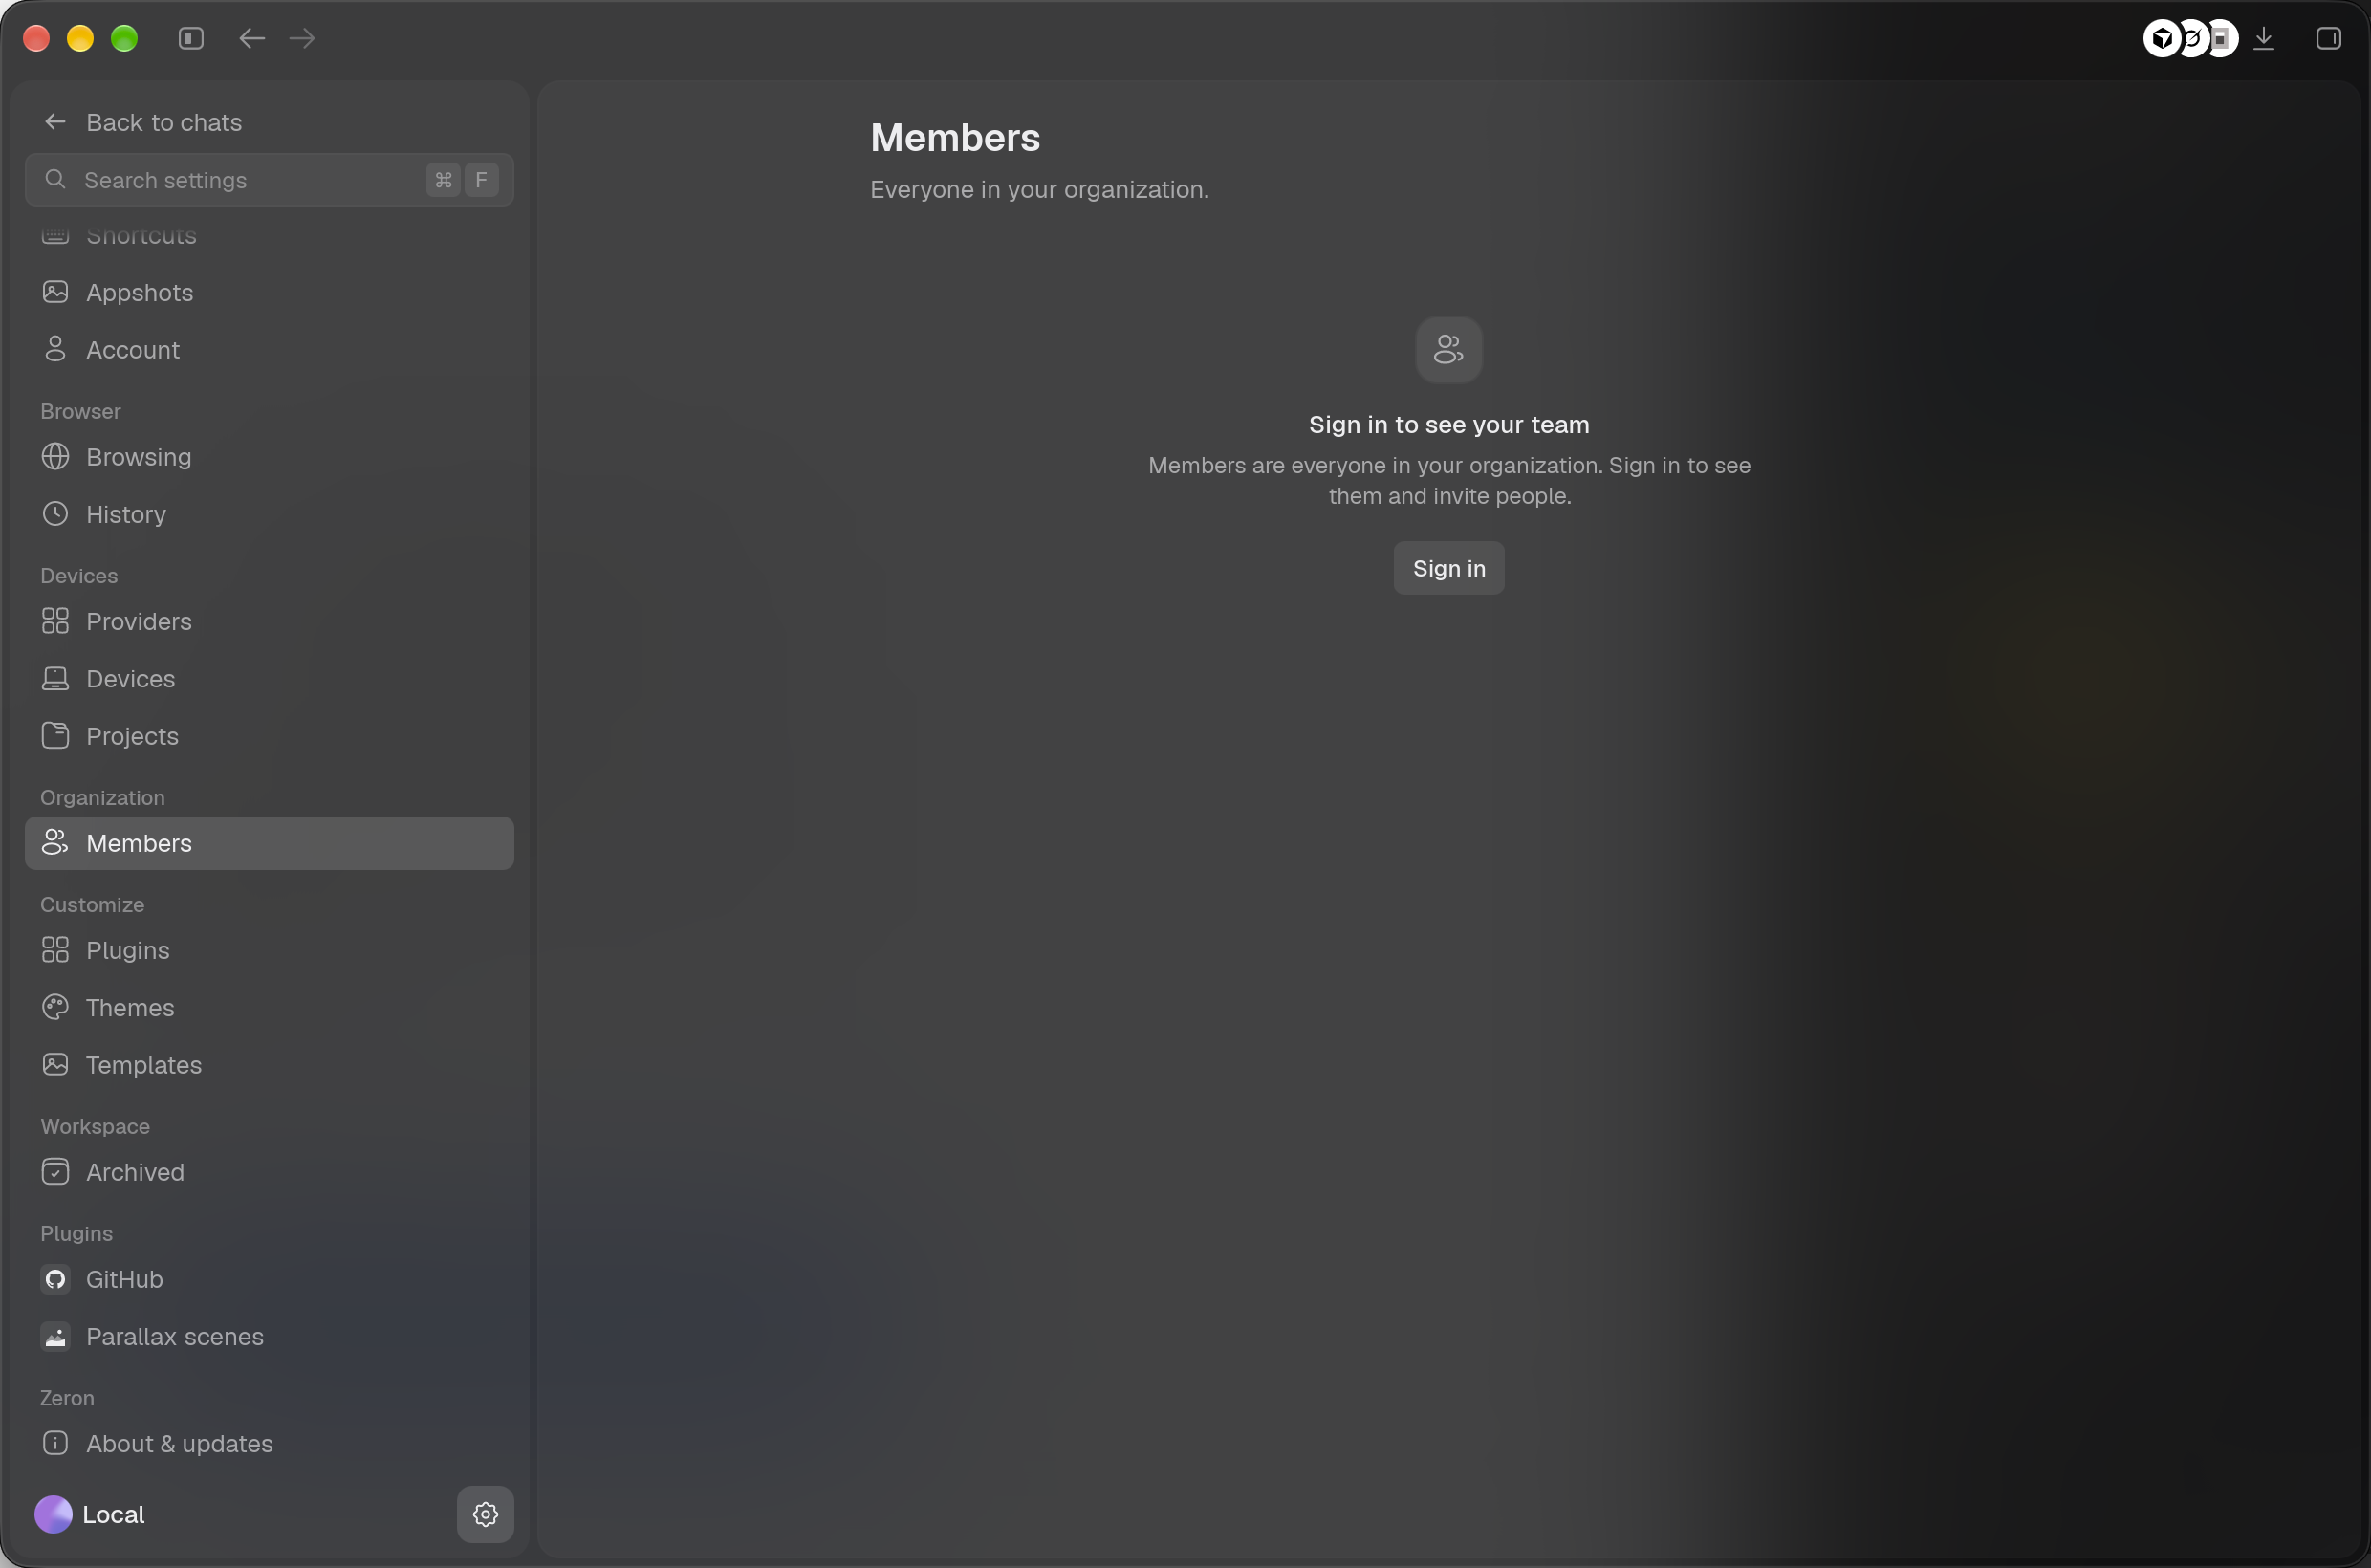 Back to chats
Search settings ⌘ F
Shortcuts
Appshots
Account
Browser
Browsing
History
Devices
Providers
Devices
Projects
Organization
Members
Customize
Plugins
Themes
Templates
Workspace
Archived
Plugins
GitHub
Parallax scenes
Zeron
About & updates
Local
Members
Everyone in your organization.
Sign in to see your team
Members are everyone in your organization. Sign in to see
them and invite people.
Sign in